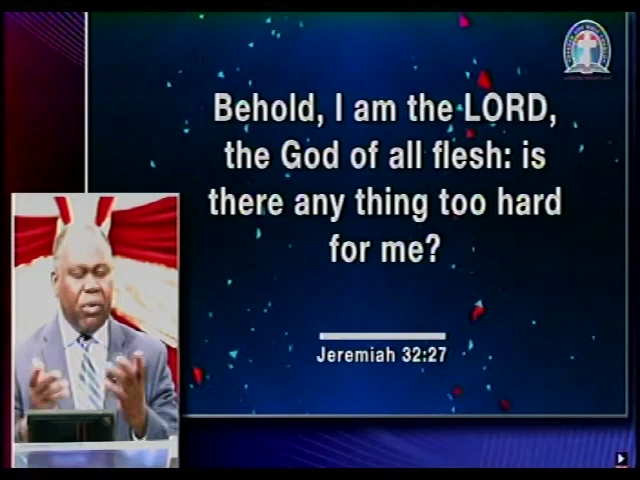 Behold, I am the LORD,
the God of all flesh: is
there any thing too hard
for me?
Jeremiah 32:27